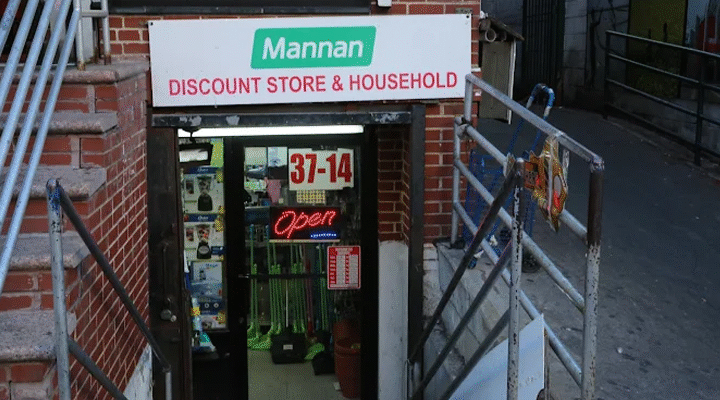 Mannan
DISCOUNT STORE & HOUSEHOLD
37-14
Open